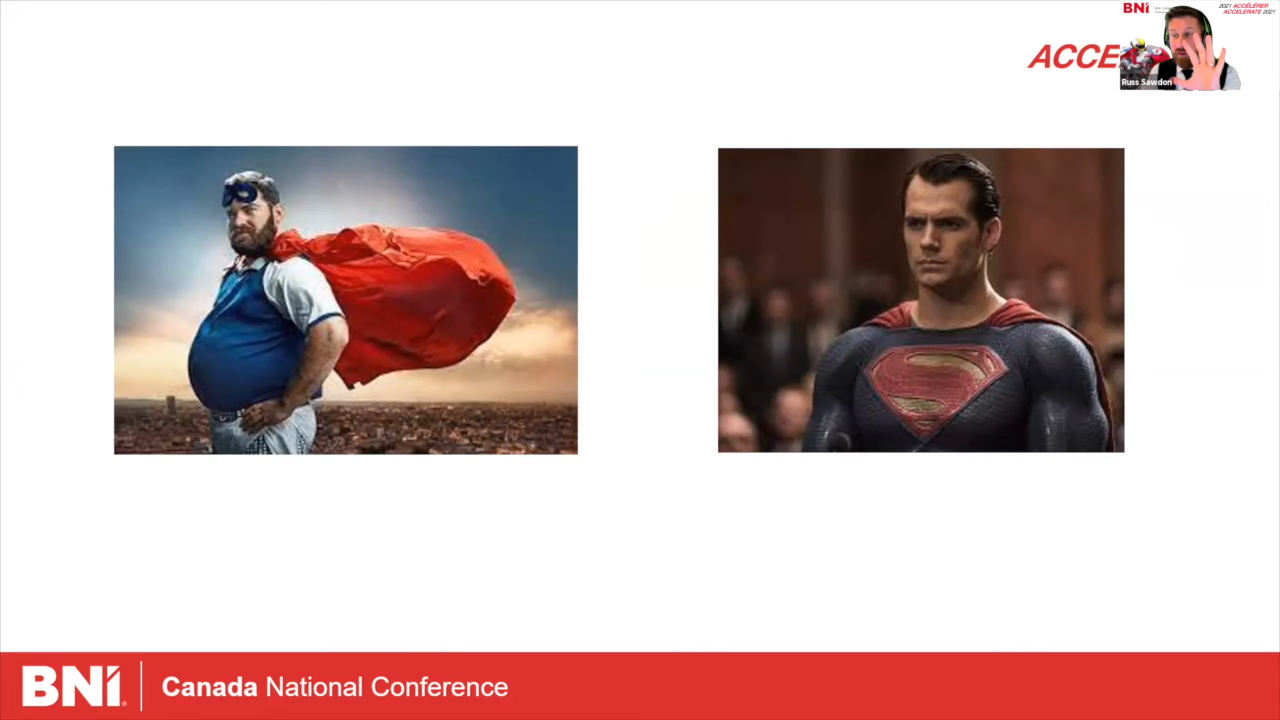 BNI
2021 ACCÉLÉRER
ACCELERATE 2021
ACCE
Russ Sawdon
BNI
Canada National Conference